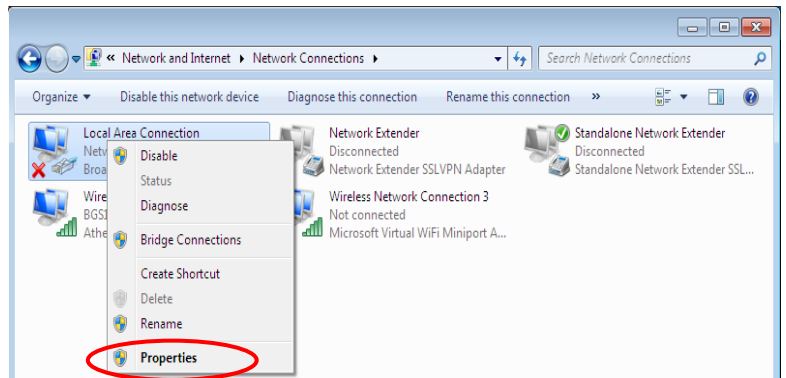 « Network and Internet ▸ Network Connections ▸
Search Network Connections
Organize ▾ Disable this network device Diagnose this connection Rename this connection »
Local Area Connection
Netw
Broa
Network Extender
Disconnected
Network Extender SSLVPN Adapter
Standalone Network Extender
Disconnected
Standalone Network Extender SSL...
Wire
Athe
Wireless Network Connection 3
Not connected
Microsoft Virtual WiFi Miniport A...
Disable
Status
Diagnose
Bridge Connections
Create Shortcut
Delete
Rename
Properties